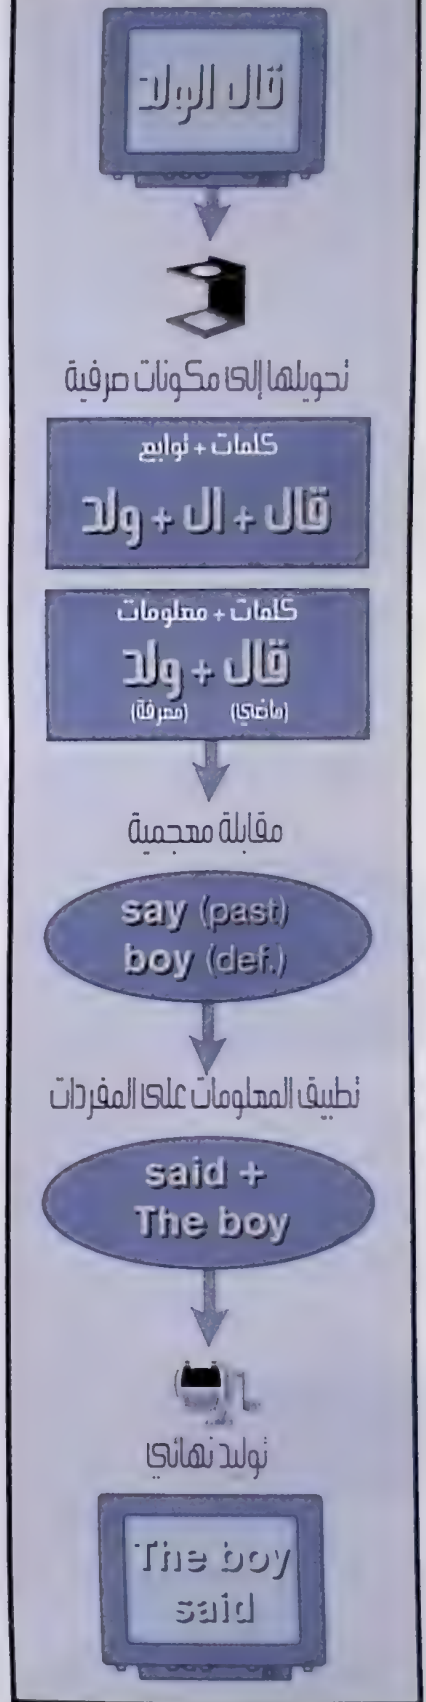 قال الولد
تحويلها إلى مكونات صرفية
كلمات + توابع
قال + ال + ولد
كلمات + معلومات
قال + ولد
(ماضي) (معرفة)
مقابلة معجمية
say (past)
boy (def.)
تطبيق المعلومات على المفردات
said +
The boy
توليد نهائي
The boy
said